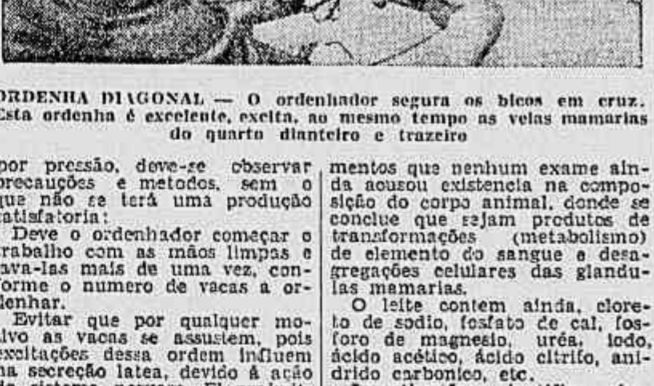 ORDENHA DIAGONAL — O ordenhador segura os bicos em cruz.
Esta ordenha é excelente, excita, ao mesmo tempo as veias mamarias
do quarto dianteiro e trazeiro
por pressão, deve-se observar
precauções e metodos, sem o
que não se terá uma produção
satisfatoria:
Deve o ordenhador começar o
trabalho com as mãos limpas e
lava-las mais de uma vez, con-
forme o numero de vacas a or-
denhar.
Evitar que por qualquer mo-
tivo as vacas se assustem, pois
excitações dessa ordem influem
na secreção latea, devido á ação
do sistema nervoso.
mentos que nenhum exame ain-
da acusou existencia na compo-
sição do corpo animal, donde se
conclue que sejam produtos de
transformações (metabolismo)
de elemento do sangue e desa-
gregações celulares das glandu-
las mamarias.
O leite contem ainda, clore-
to de sodio, fosfato de cal, fos-
foro de magnesio, uréa, iodo,
ácido acético, ácido citrifo, ani-
drido carbonico, etc.